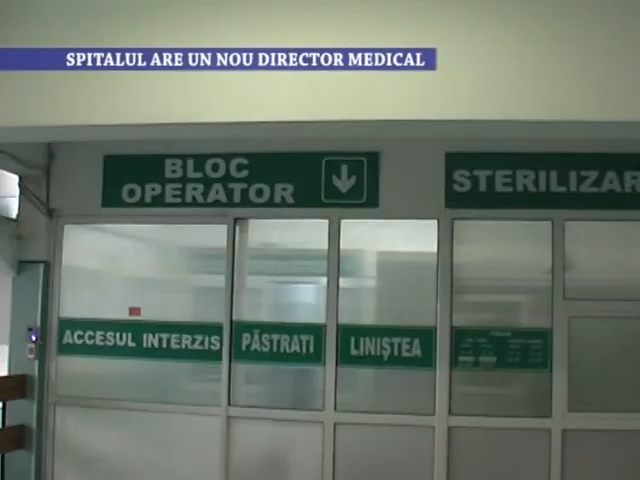 SPITALUL ARE UN NOU DIRECTOR MEDICAL
BLOC
OPERATOR
STERILIZAR
ACCESUL INTERZIS
PĂSTRAȚI
LINIȘTEA